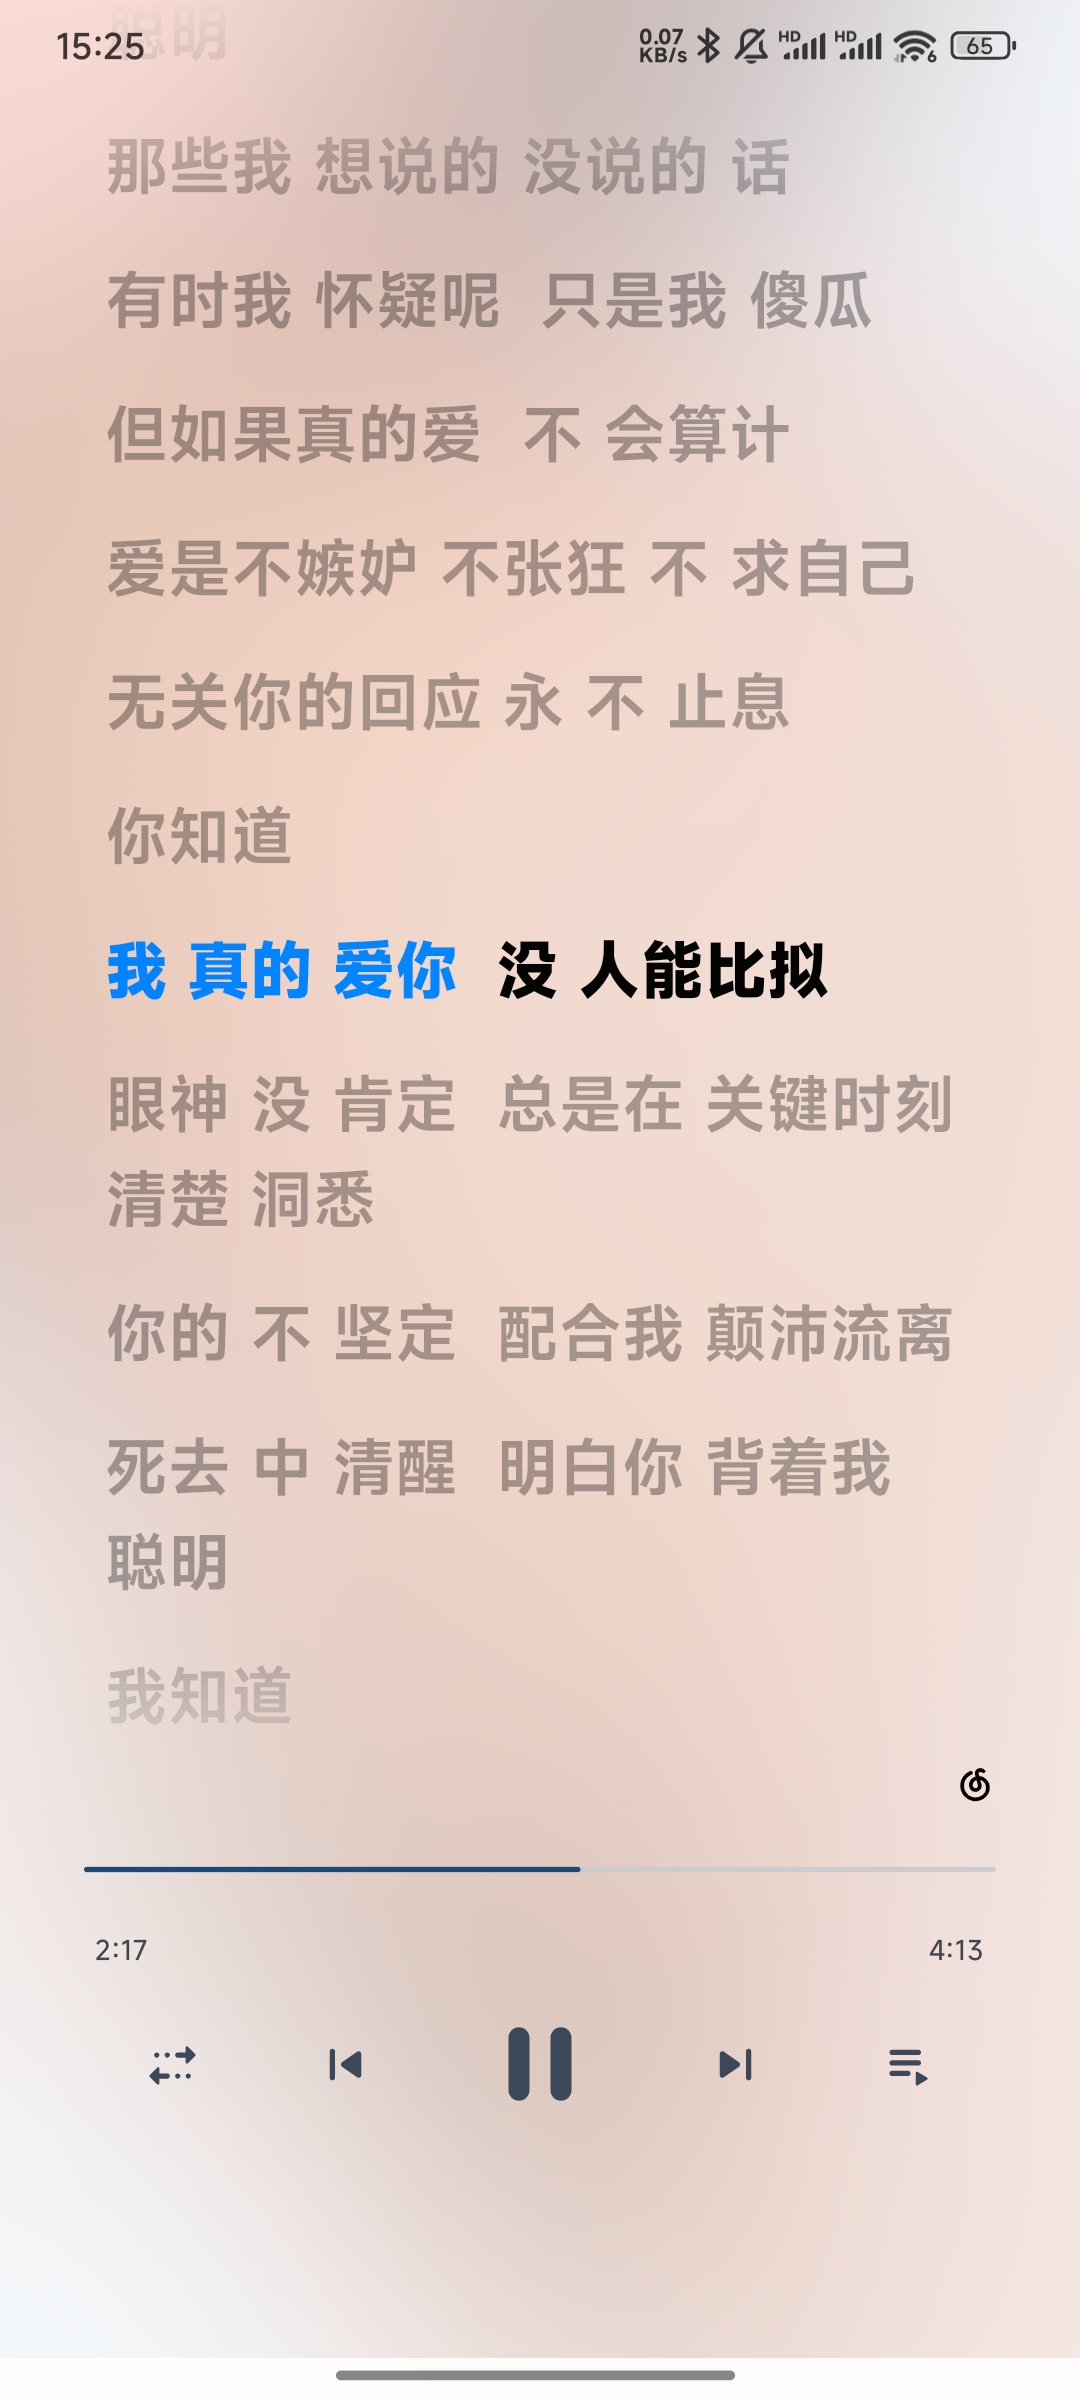 聪明
15:25
0.07 KB/s
HD
HD
6
65
那些我 想说的 没说的 话
有时我 怀疑呢 只是我 傻瓜
但如果真的爱 不 会算计
爱是不嫉妒 不张狂 不 求自己
无关你的回应 永 不 止息
你知道
我 真的 爱你 没 人能比拟
眼神 没 肯定 总是在 关键时刻
清楚 洞悉
你的 不 坚定 配合我 颠沛流离
死去 中 清醒 明白你 背着我
聪明
我知道
2:17
4:13